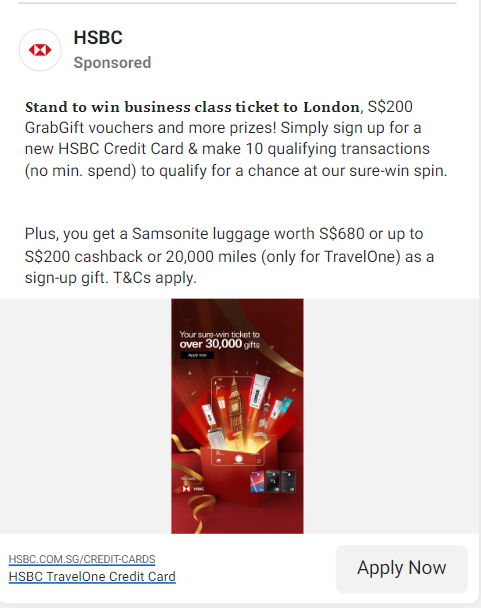 HSBC
Sponsored
Stand to win business class ticket to London, S$200
GrabGift vouchers and more prizes! Simply sign up for a
new HSBC Credit Card & make 10 qualifying transactions
(no min. spend) to qualify for a chance at our sure-win spin.
Plus, you get a Samsonite luggage worth S$680 or up to
S$200 cashback or 20,000 miles (only for TravelOne) as a
sign-up gift. T&Cs apply.
Your sure-win ticket to
over 30,000 gifts
Apply now
HSBC
HSBC.COM.SG/CREDIT-CARDS
HSBC TravelOne Credit Card
Apply Now